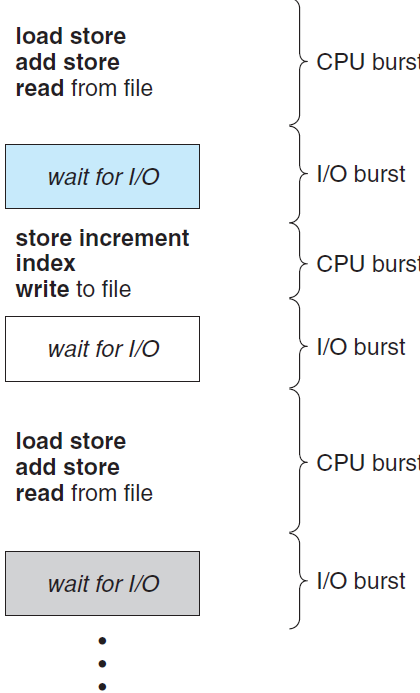 load store
add store
read from file
CPU burst
wait for I/O
I/O burst
store increment
index
write to file
CPU burst
wait for I/O
I/O burst
load store
add store
read from file
CPU burst
wait for I/O
I/O burst